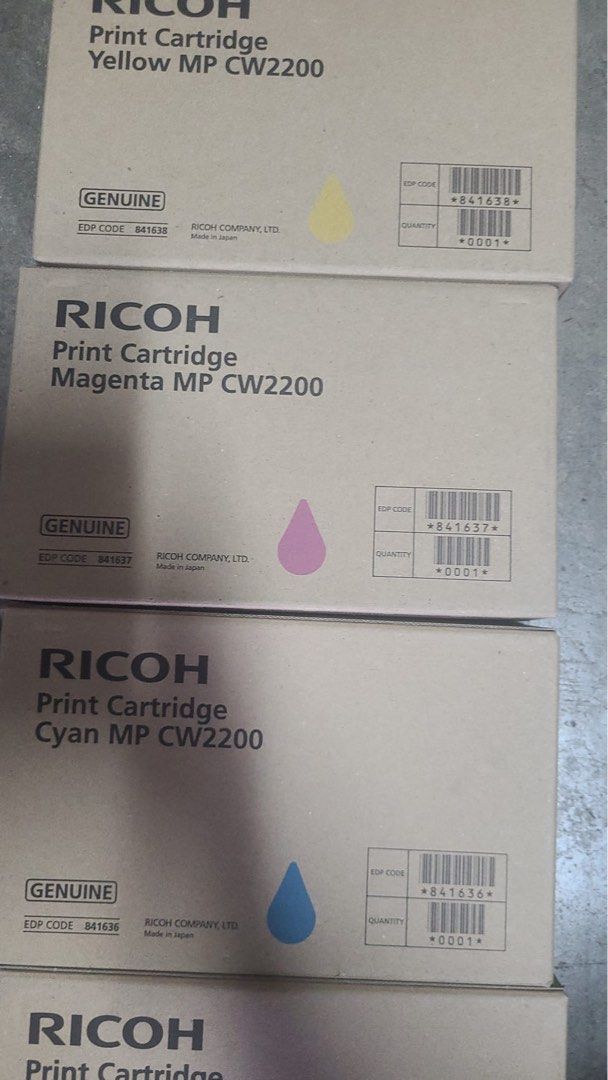 RICOH
Print Cartridge
Yellow MP CW2200
GENUINE
EDP CODE 841638
RICOH COMPANY, LTD.
Made in Japan
EDP CODE
*841638*
QUANTITY
*0001*
RICOH
Print Cartridge
Magenta MP CW2200
GENUINE
EDP CODE 841637
RICOH COMPANY, LTD.
Made in Japan
EDP CODE
*841637*
QUANTITY
*0001*
RICOH
Print Cartridge
Cyan MP CW2200
GENUINE
EDP CODE 841636
RICOH COMPANY, LTD.
Made in Japan
EDP CODE
*841636*
QUANTITY
*0001*
RICOH
Print Cartridge